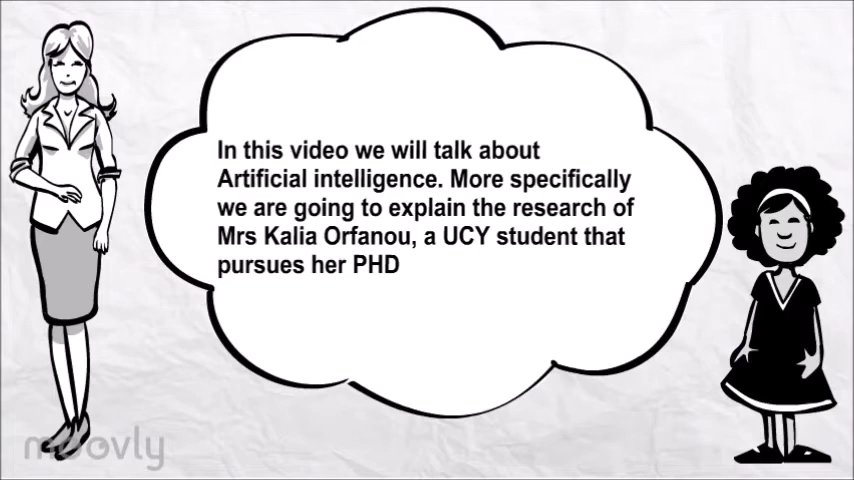 In this video we will talk about
Artificial intelligence. More specifically
we are going to explain the research of
Mrs Kalia Orfanou, a UCY student that
pursues her PHD
moovly